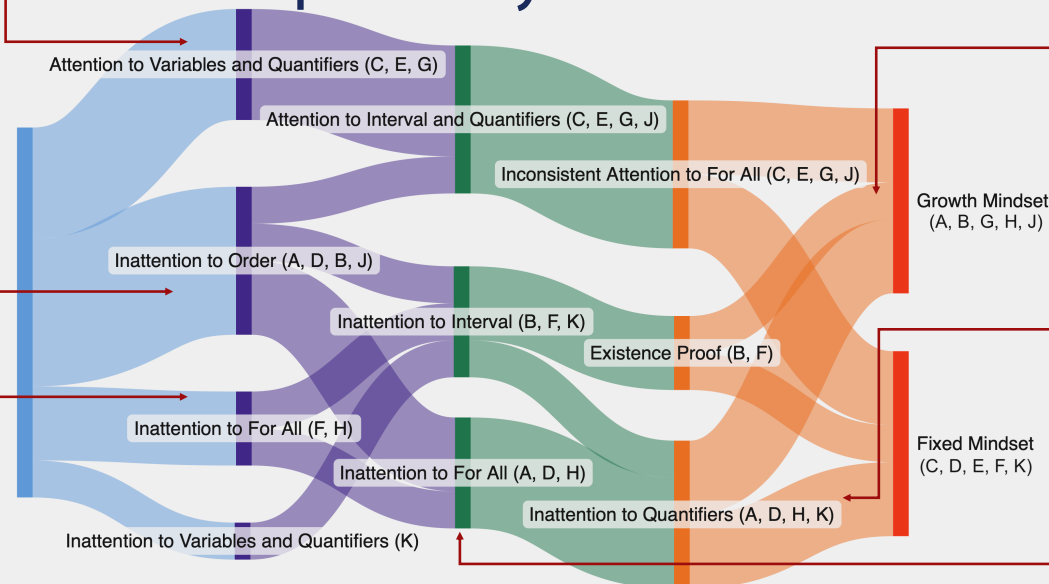 Attention to Variables and Quantifiers (C, E, G)
Attention to Interval and Quantifiers (C, E, G, J)
Inconsistent Attention to For All (C, E, G, J)
Growth Mindset
(A, B, G, H, J)
Inattention to Order (A, D, B, J)
Inattention to Interval (B, F, K)
Existence Proof (B, F)
Inattention to For All (F, H)
Inattention to For All (A, D, H)
Fixed Mindset
(C, D, E, F, K)
Inattention to Quantifiers (A, D, H, K)
Inattention to Variables and Quantifiers (K)